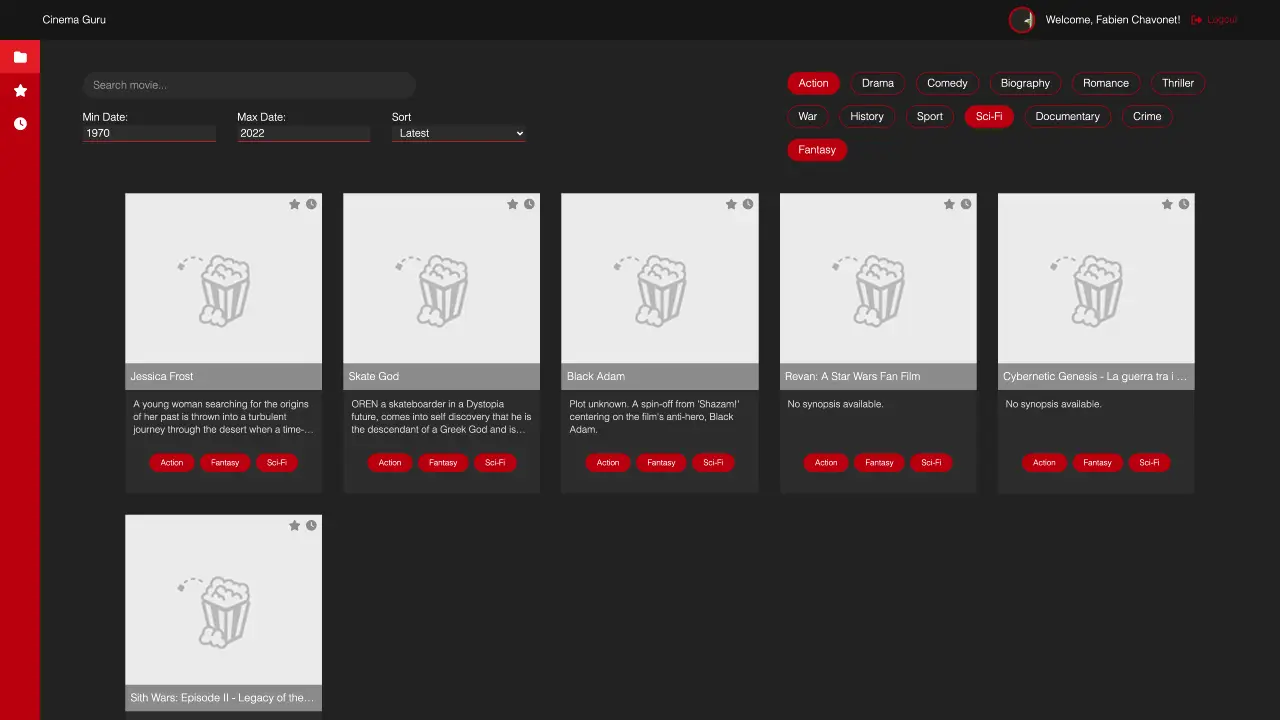 Cinema Guru
Welcome, Fabien Chavonet!
Logout
Search movie...
Min Date:
1970
Max Date:
2022
Sort
Latest
Action Drama Comedy Biography Romance Thriller
War History Sport Sci-Fi Documentary Crime
Fantasy
Jessica Frost
A young woman searching for the origins
of her past is thrown into a turbulent
journey through the desert when a time-...
Action Fantasy Sci-Fi
Skate God
OREN a skateboarder in a Dystopia
future, comes into self discovery that he is
the descendant of a Greek God and is...
Action Fantasy Sci-Fi
Black Adam
Plot unknown. A spin-off from 'Shazam!'
centering on the film's anti-hero, Black
Adam.
Action Fantasy Sci-Fi
Revan: A Star Wars Fan Film
No synopsis available.
Action Fantasy Sci-Fi
Cybernetic Genesis - La guerra tra i ...
No synopsis available.
Action Fantasy Sci-Fi
Sith Wars: Episode II - Legacy of the...